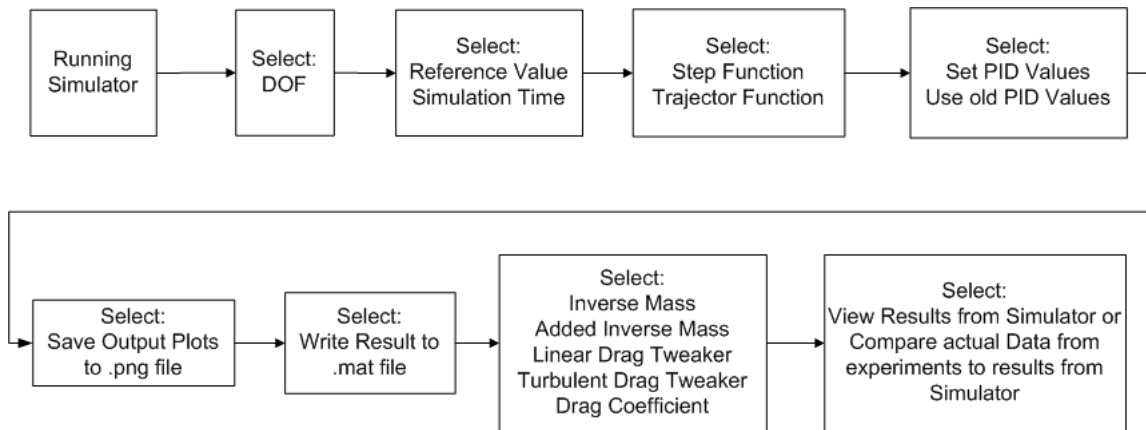 Running
Simulator
Select:
DOF
Select:
Reference Value
Simulation Time
Select:
Step Function
Trajector Function
Select:
Set PID Values
Use old PID Values
Select:
Save Output Plots
to .png file
Select:
Write Result to
.mat file
Select:
Inverse Mass
Added Inverse Mass
Linear Drag Tweaker
Turbulent Drag Tweaker
Drag Coefficient
Select:
View Results from Simulator or
Compare actual Data from
experiments to results from
Simulator